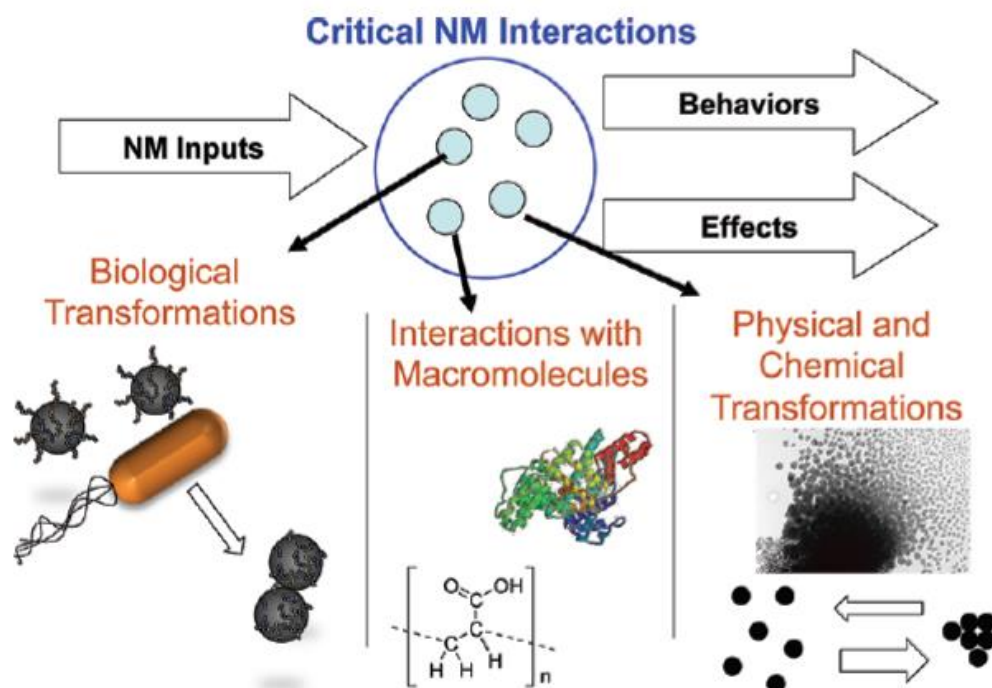 Critical NM Interactions
NM Inputs
Behaviors
Effects
Biological
Transformations
Interactions with
Macromolecules
Physical and
Chemical
Transformations
O
OH
C
C
C
H
H
H
n